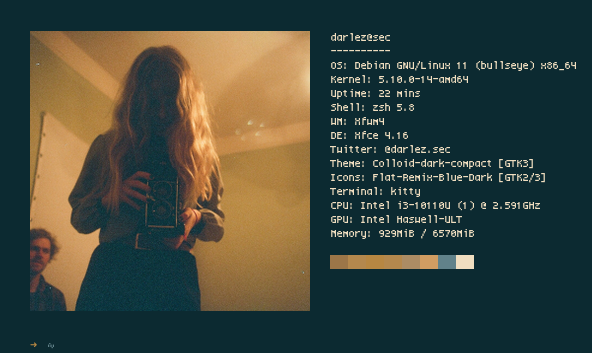 darlez@sec
----------
OS: Debian GNU/Linux 11 (bullseye) x86_64
Kernel: 5.10.0-14-amd64
Uptime: 22 mins
Shell: zsh 5.8
WM: Xfwm4
DE: Xfce 4.16
Twitter: @darlez.sec
Theme: Colloid-dark-compact [GTK3]
Icons: Flat-Remix-Blue-Dark [GTK2/3]
Terminal: kitty
CPU: Intel i3-10110U (1) @ 2.591GHz
GPU: Intel Haswell-ULT
Memory: 929MiB / 6570MiB